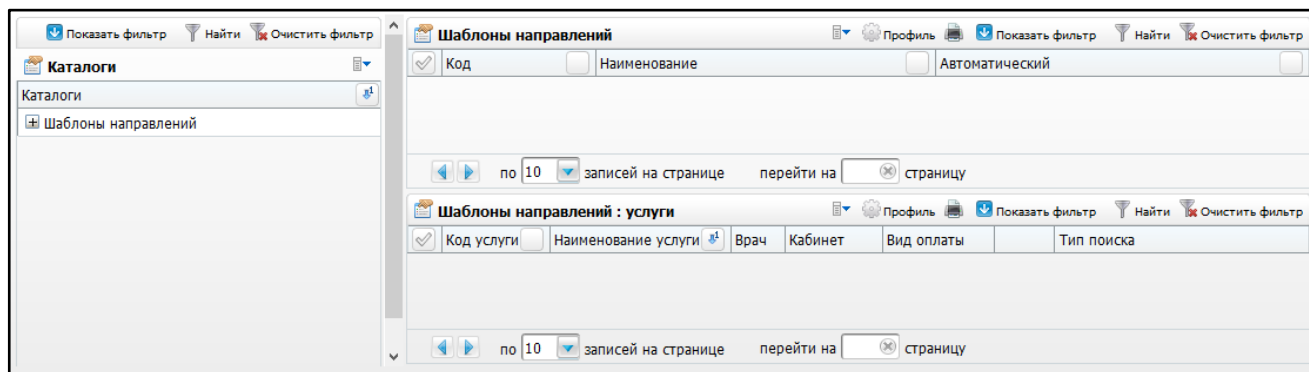 Показать фильтр Найти Очистить фильтр
Каталоги
Каталоги 1
Шаблоны направлений
Шаблоны направлений Профиль Показать фильтр Найти Очистить фильтр
Код Наименование Автоматический
по 10 записей на странице перейти на страницу
Шаблоны направлений : услуги Профиль Показать фильтр Найти Очистить фильтр
Код услуги Наименование услуги 1 Врач Кабинет Вид оплаты Тип поиска
по 10 записей на странице перейти на страницу